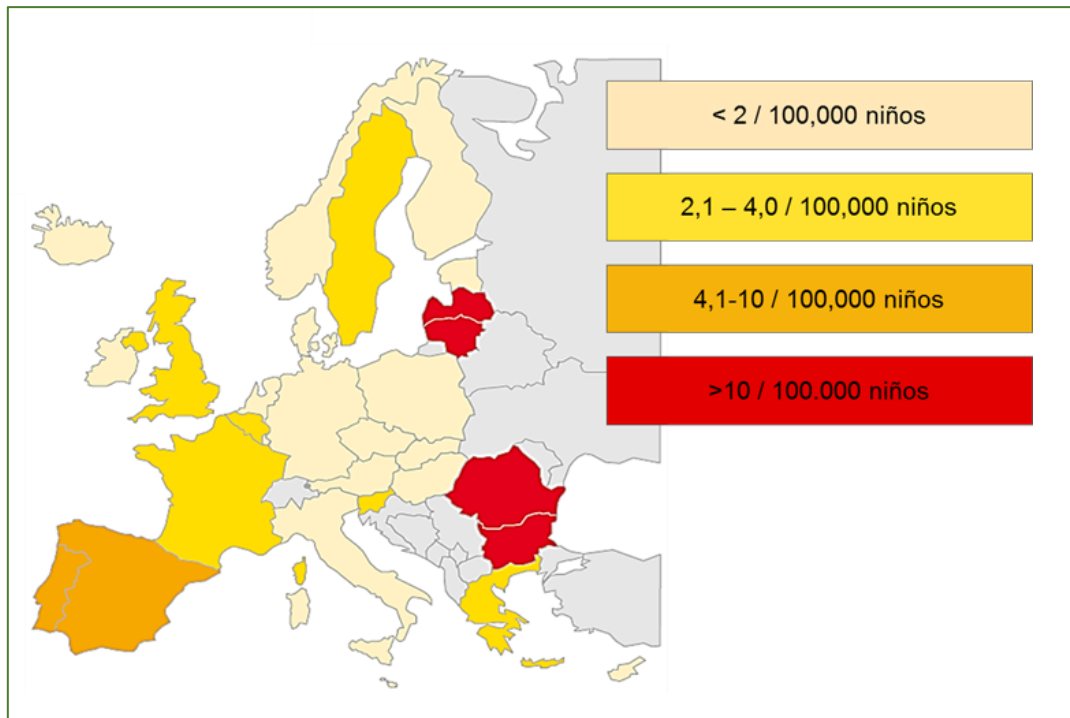 < 2 / 100,000 niños
2,1 – 4,0 / 100,000 niños
4,1-10 / 100,000 niños
>10 / 100.000 niños